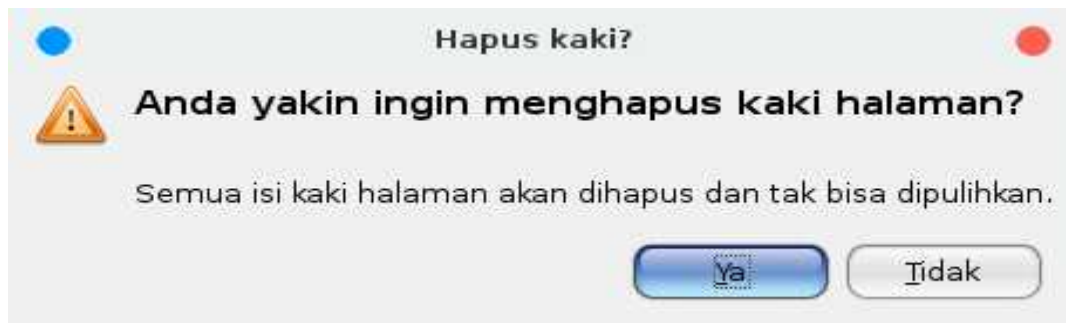 Hapus kaki?
Anda yakin ingin menghapus kaki halaman?
Semua isi kaki halaman akan dihapus dan tak bisa dipulihkan.
Ya Tidak